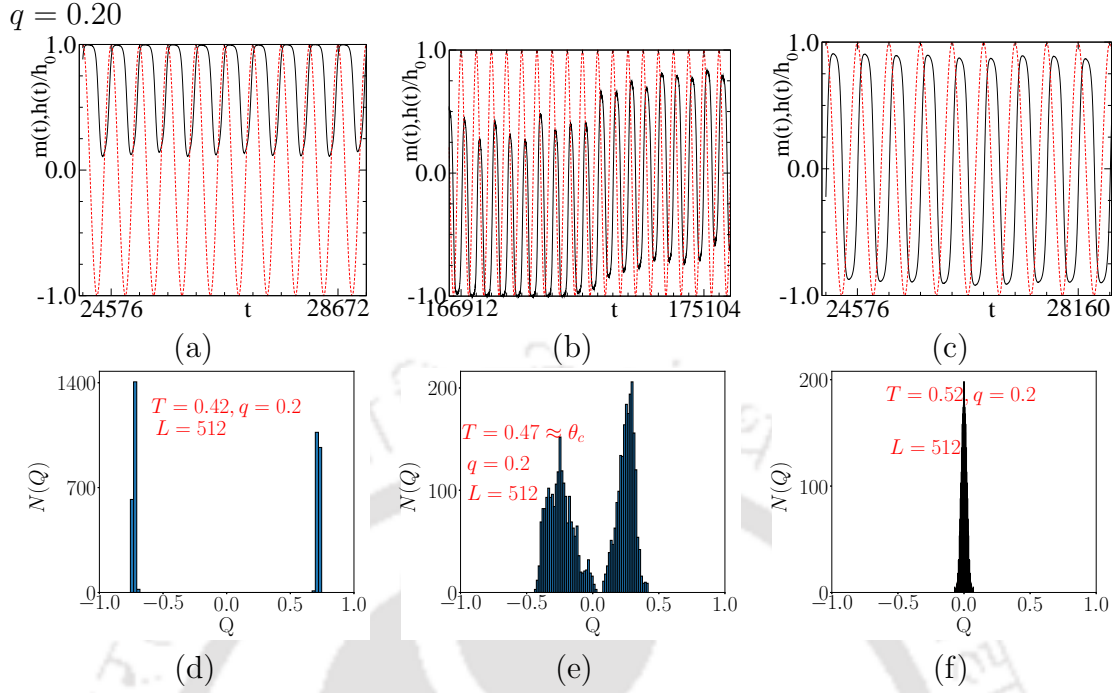 q = 0.20
m(t),h(t)/h₀
1.0
0.0
-1.0
24576
t
28672
(a)
m(t),h(t)/h₀
1.0
0.0
-1.0
166912
t
175104
(b)
m(t),h(t)/h₀
1.0
0.0
-1.0
24576
t
28160
(c)
N(Q)
1400
700
0
T = 0.42, q = 0.2
L = 512
-1.0 -0.5 0.0 0.5 1.0
Q
(d)
N(Q)
200
100
0
T = 0.47 ≈ θ_c
q = 0.2
L = 512
-1.0 -0.5 0.0 0.5 1.0
Q
(e)
N(Q)
200
100
0
T = 0.52, q = 0.2
L = 512
-1.0 -0.5 0.0 0.5 1.0
Q
(f)